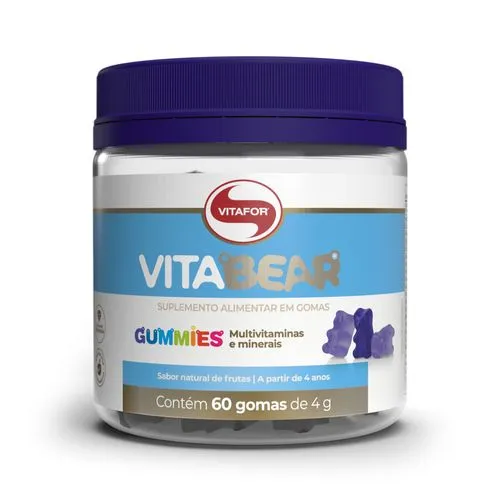 VITAFOR®
VITABEAR
SUPLEMENTO ALIMENTAR EM GOMAS
GUMMIES Multivitaminas
e minerais
Sabor natural de frutas | A partir de 4 anos
Contém 60 gomas de 4 g